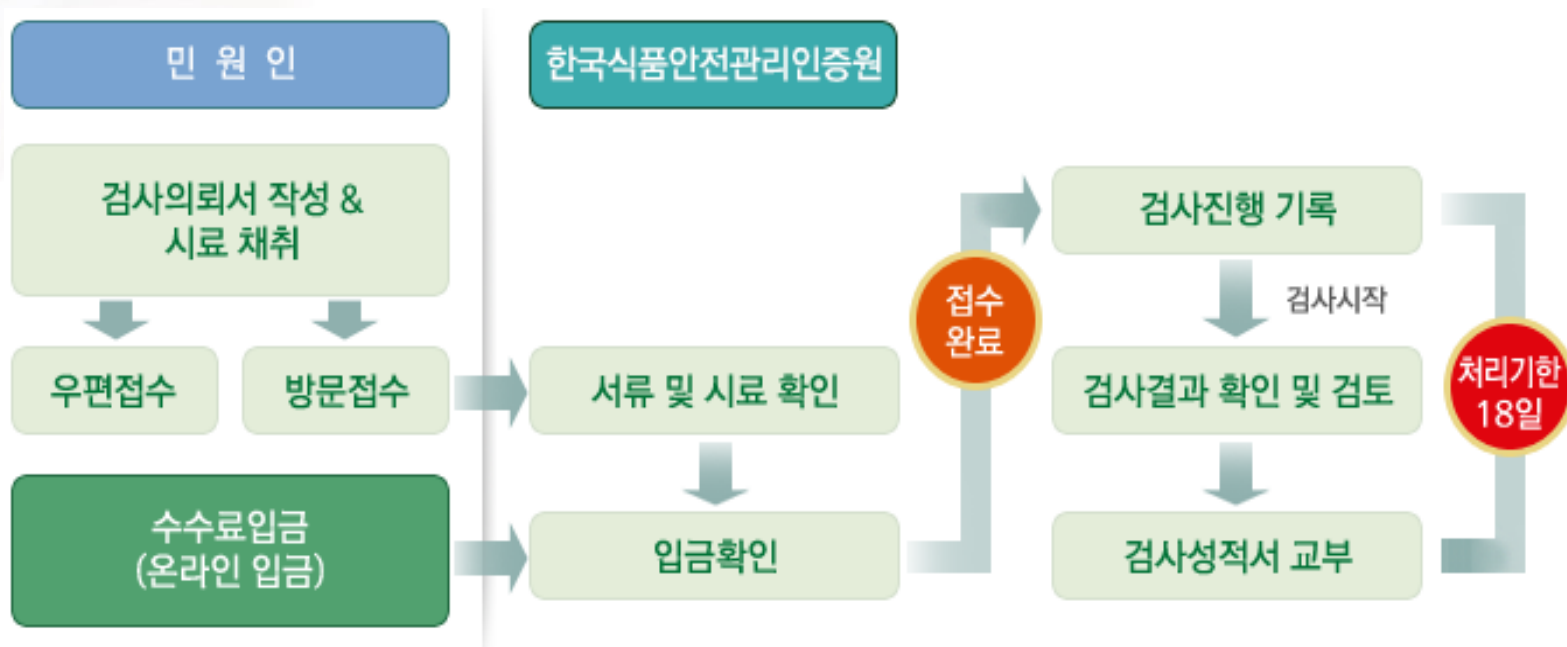 민 원 인
한국식품안전관리인증원
검사의뢰서 작성 &
시료 채취
우편접수
방문접수
수수료입금
(온라인 입금)
서류 및 시료 확인
입금확인
접수
완료
검사진행 기록
검사시작
검사결과 확인 및 검토
검사성적서 교부
처리기한
18일